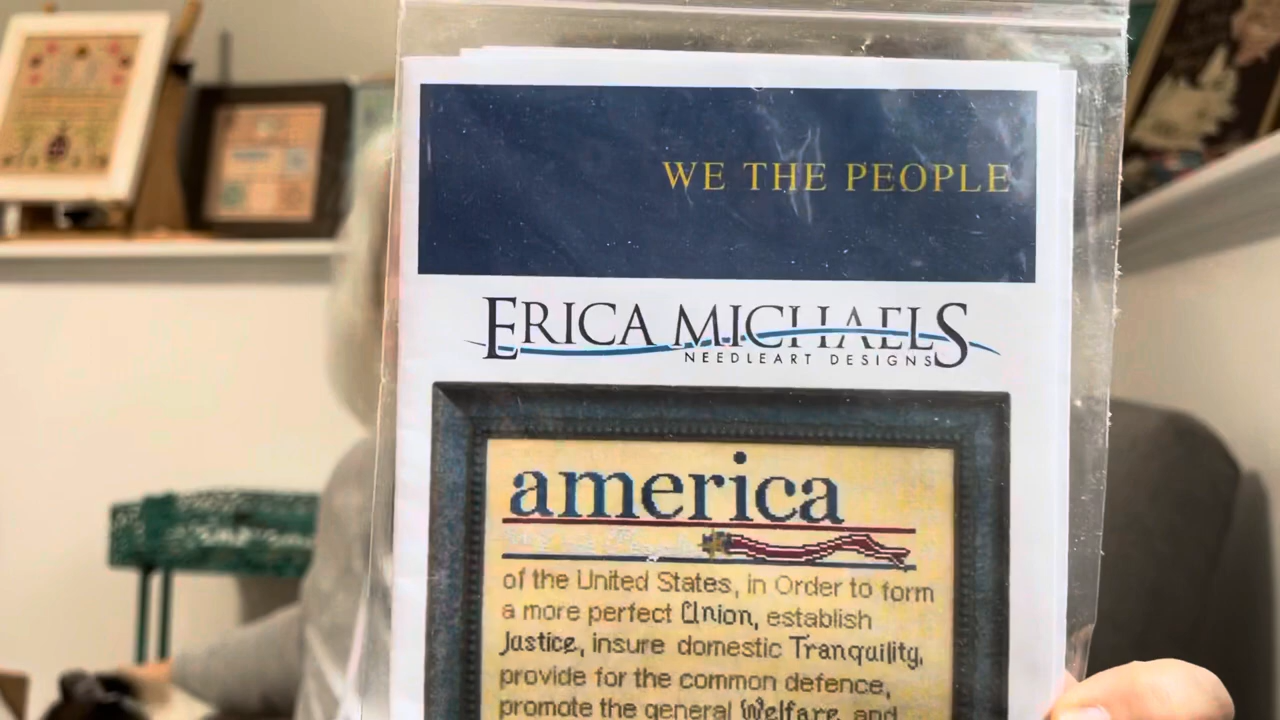 WE THE PEOPLE
ERICA MICHAELS
NEEDLEART DESIGNS
america
of the United States, in Order to form
a more perfect Union, establish
Justice, insure domestic Tranquility,
provide for the common defence,
promote the general Welfare, and